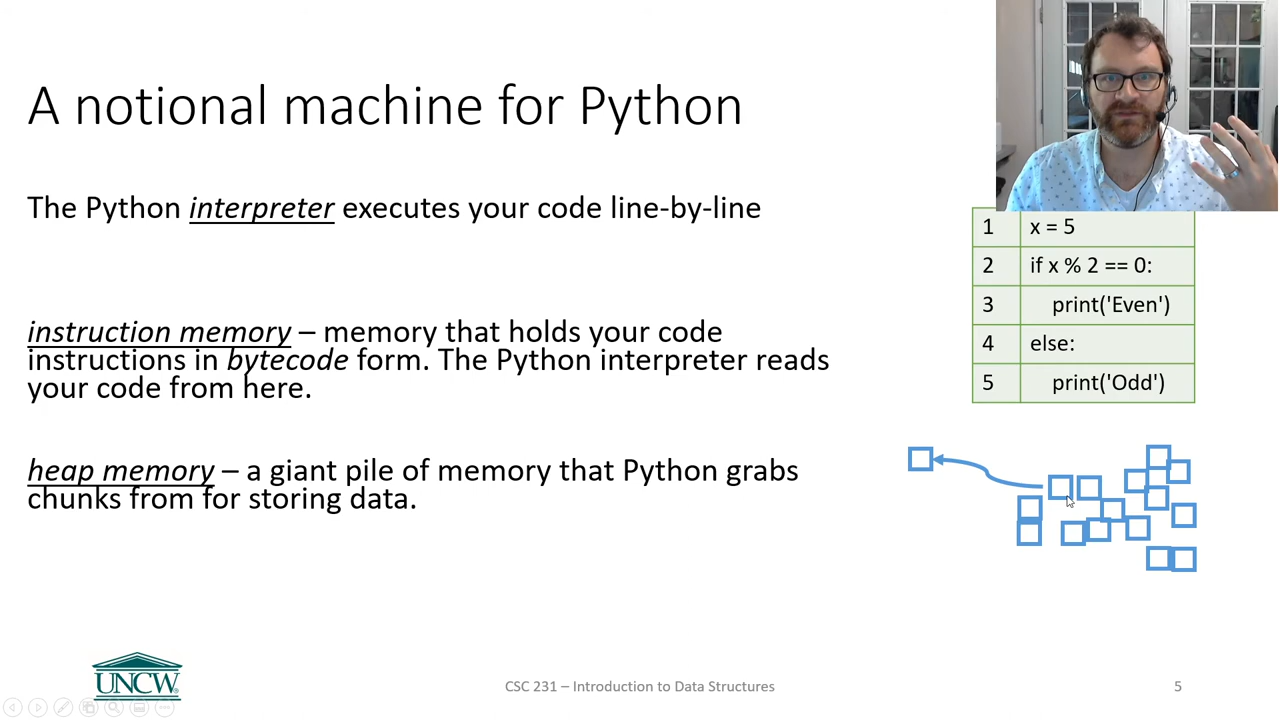 A notional machine for Python
The Python interpreter executes your code line-by-line
instruction memory – memory that holds your code
instructions in bytecode form. The Python interpreter reads
your code from here.
heap memory – a giant pile of memory that Python grabs
chunks from for storing data.
1 x = 5
2 if x % 2 == 0:
3 print('Even')
4 else:
5 print('Odd')
UNCW
CSC 231 – Introduction to Data Structures
5